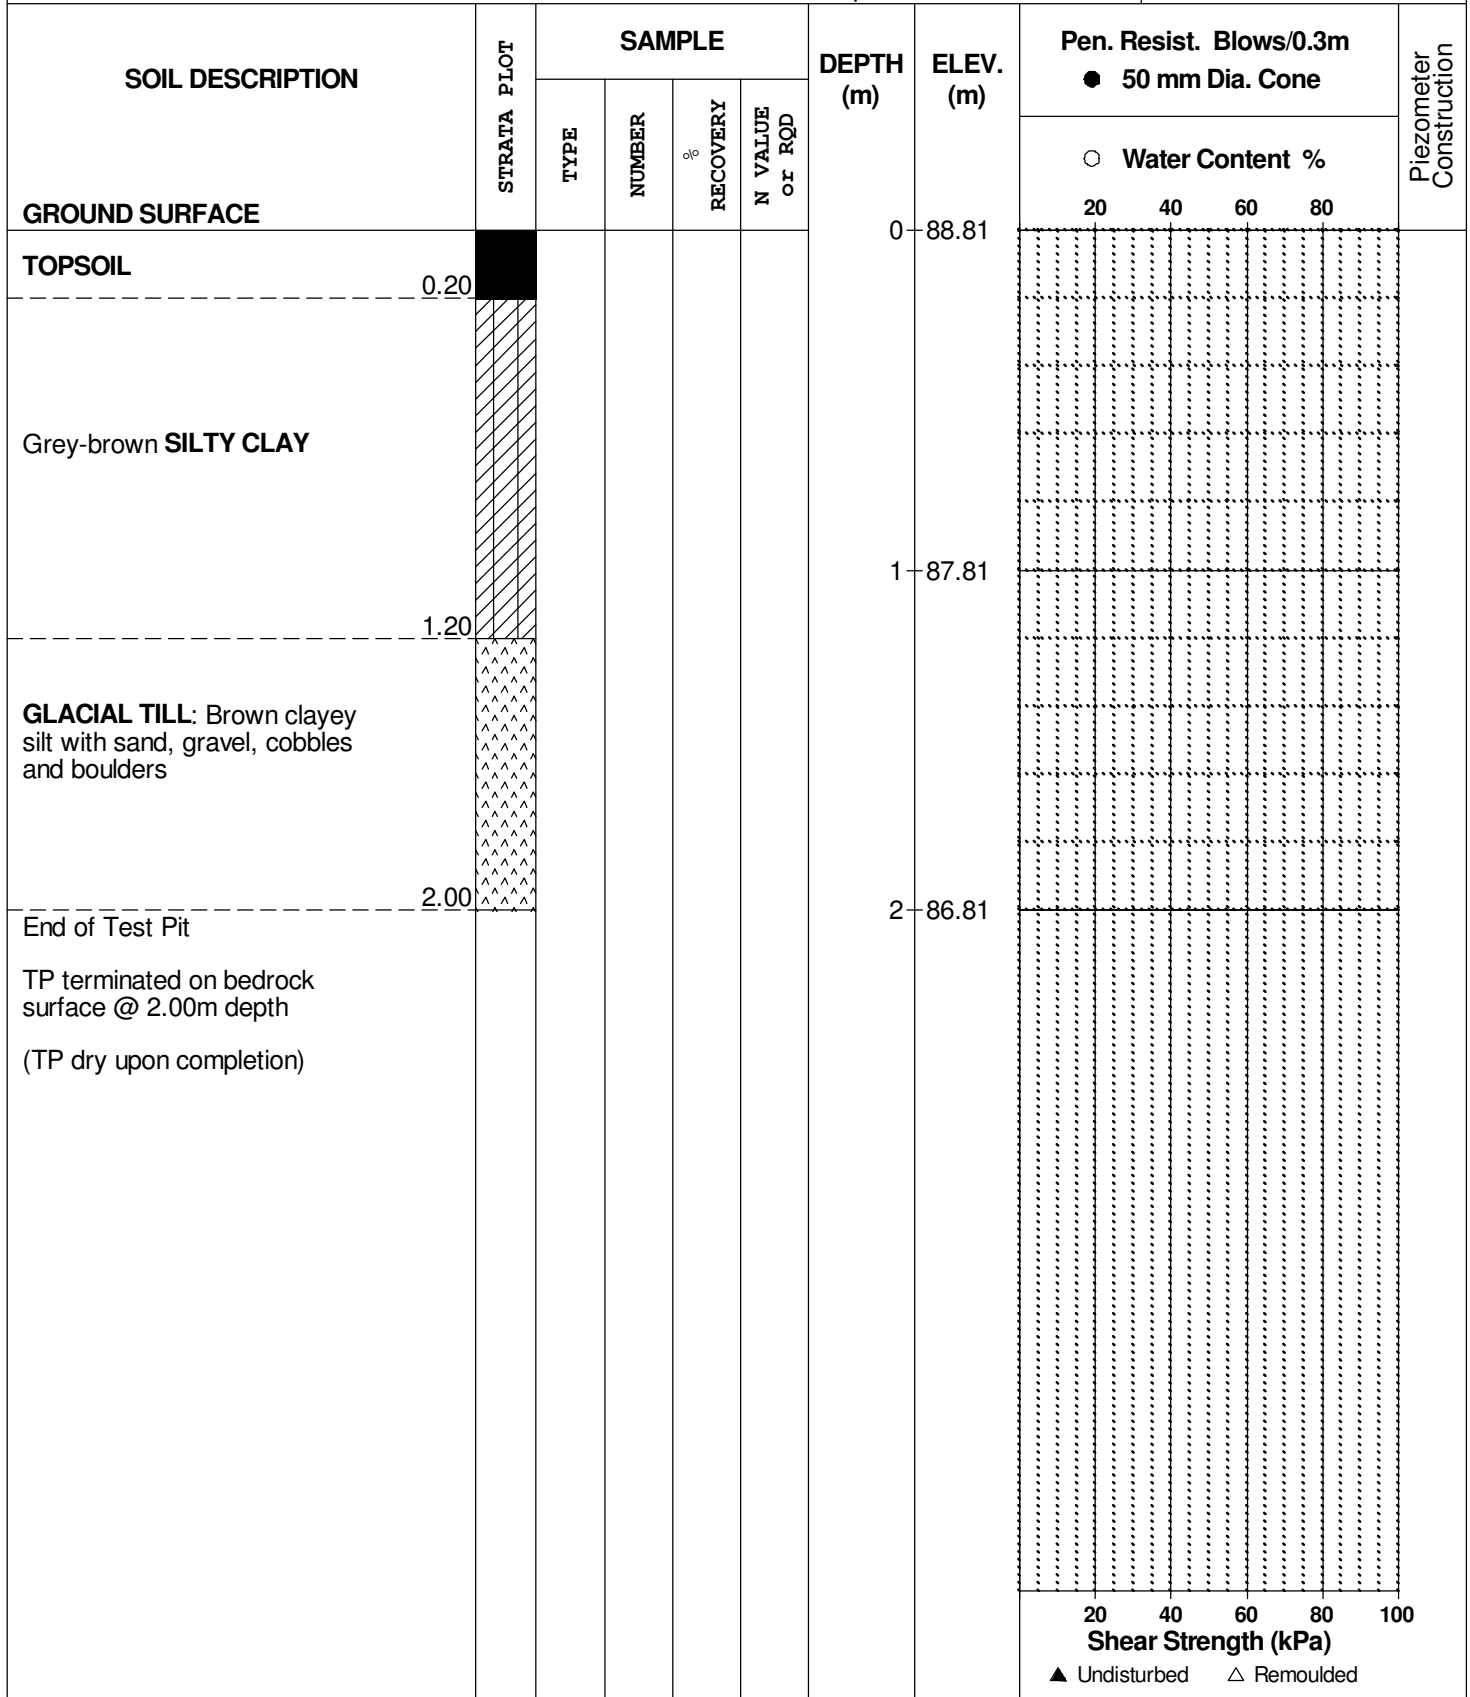 SOIL DESCRIPTION
STRATA PLOT
SAMPLE
TYPE
NUMBER
%
RECOVERY
N VALUE
or RQD
DEPTH
(m)
ELEV.
(m)
Pen. Resist. Blows/0.3m
● 50 mm Dia. Cone
○ Water Content %
Piezometer
Construction
20 40 60 80
GROUND SURFACE
0 88.81
TOPSOIL
0.20
Grey-brown SILTY CLAY
1 87.81
1.20
GLACIAL TILL: Brown clayey
silt with sand, gravel, cobbles
and boulders
2.00
2 86.81
End of Test Pit
TP terminated on bedrock
surface @ 2.00m depth
(TP dry upon completion)
20 40 60 80 100
Shear Strength (kPa)
▲ Undisturbed △ Remoulded